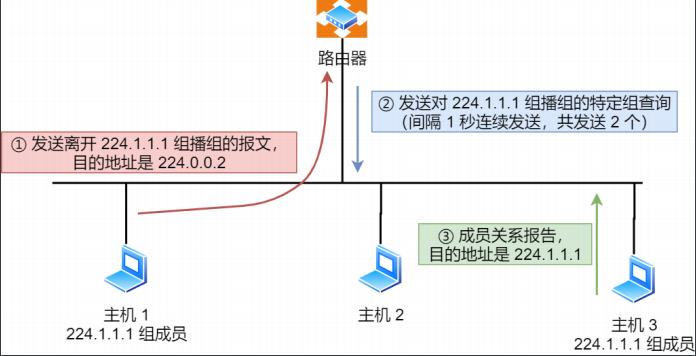 路由器
② 发送对 224.1.1.1 组播组的特定组查询
（间隔 1 秒连续发送，共发送 2 个）
① 发送离开 224.1.1.1 组播组的报文，
目的地址是 224.0.0.2
③ 成员关系报告，
目的地址是 224.1.1.1
主机 1
224.1.1.1 组成员
主机 2
主机 3
224.1.1.1 组成员